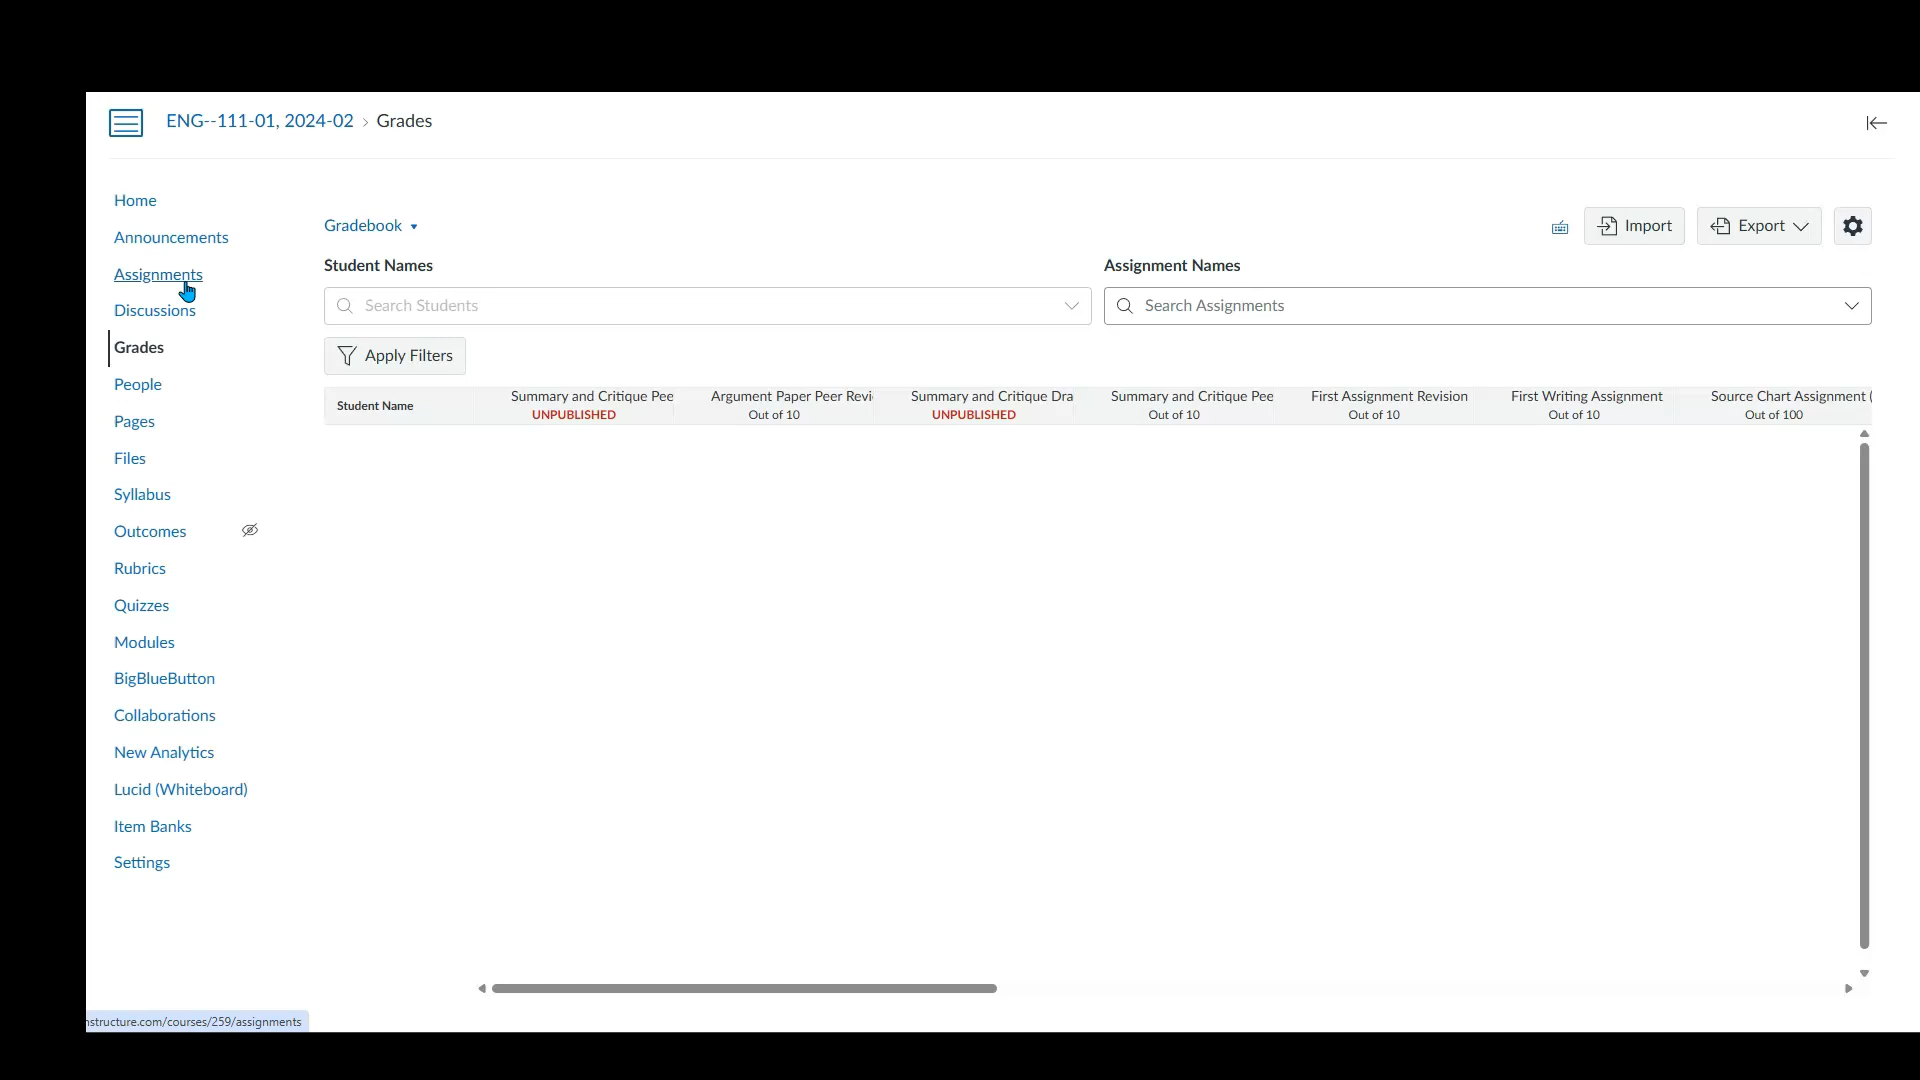 ENG--111-01, 2024-02 › Grades
Home
Announcements
Assignments
Discussions
Grades
People
Pages
Files
Syllabus
Outcomes
Rubrics
Quizzes
Modules
BigBlueButton
Collaborations
New Analytics
Lucid (Whiteboard)
Item Banks
Settings
Gradebook
Import
Export
Student Names
Assignment Names
Search Students
Search Assignments
Apply Filters
Student Name
Summary and Critique Pee
UNPUBLISHED
Argument Paper Peer Revi
Out of 10
Summary and Critique Dra
UNPUBLISHED
Summary and Critique Pee
Out of 10
First Assignment Revision
Out of 10
First Writing Assignment
Out of 10
Source Chart Assignment (
Out of 100
nstructure.com/courses/259/assignments